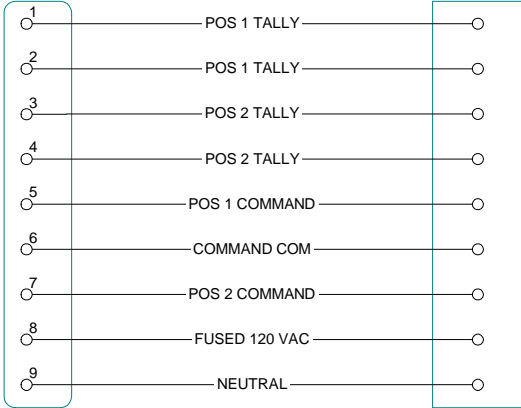 1 POS 1 TALLY
2 POS 1 TALLY
3 POS 2 TALLY
4 POS 2 TALLY
5 POS 1 COMMAND
6 COMMAND COM
7 POS 2 COMMAND
8 FUSED 120 VAC
9 NEUTRAL